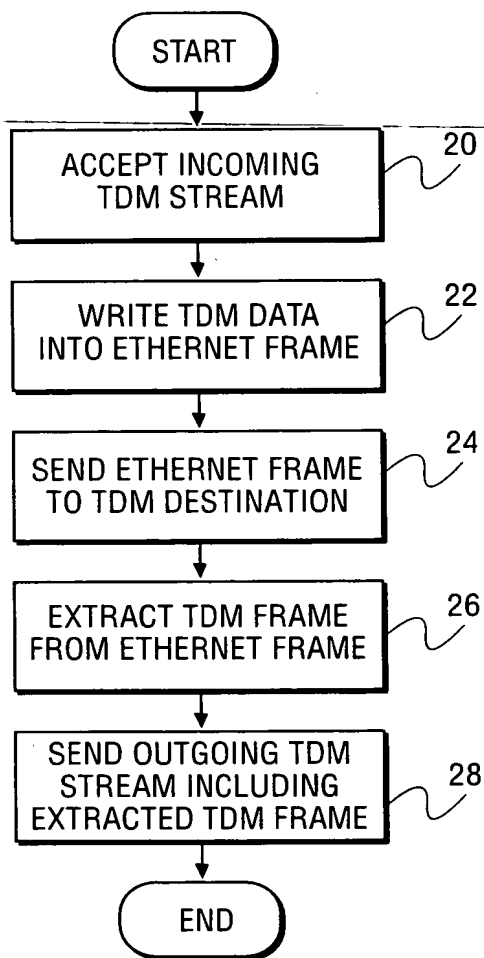 START
20
ACCEPT INCOMING
TDM STREAM
22
WRITE TDM DATA
INTO ETHERNET FRAME
24
SEND ETHERNET FRAME
TO TDM DESTINATION
26
EXTRACT TDM FRAME
FROM ETHERNET FRAME
28
SEND OUTGOING TDM
STREAM INCLUDING
EXTRACTED TDM FRAME
END